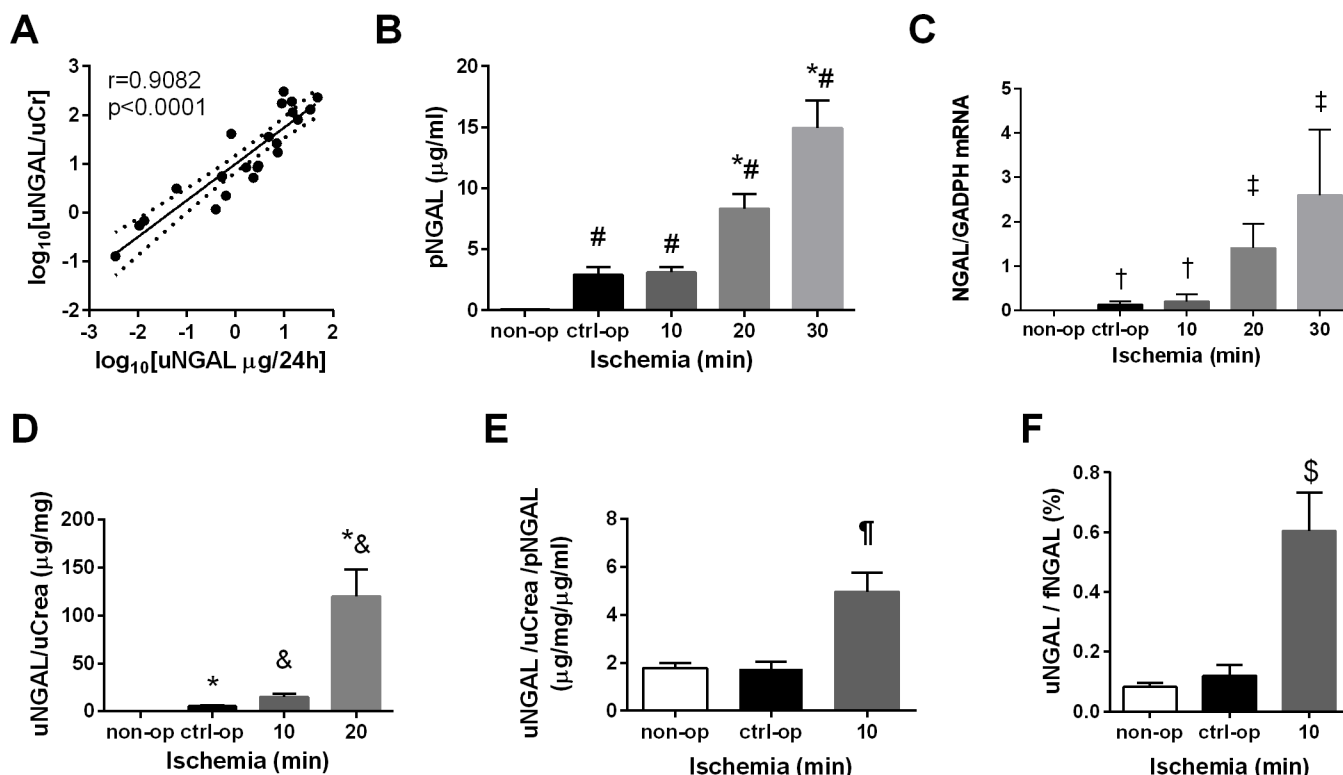 A
r=0.9082
p<0.0001
log10[uNGAL/uCr]
3
2
1
0
-1
-2
-3 -2 -1 0 1 2
log10[uNGAL μg/24h]
B
pNGAL (μg/ml)
20
15
10
5
0
# # *# *#
non-op ctrl-op 10 20 30
Ischemia (min)
C
NGAL/GADPH mRNA
5
4
3
2
1
0
† † ‡ ‡
non-op ctrl-op 10 20 30
Ischemia (min)
D
uNGAL/uCrea (μg/mg)
200
150
100
50
0
* & *&
non-op ctrl-op 10 20
Ischemia (min)
E
uNGAL /uCrea /pNGAL
(μg/mg/μg/ml)
8
6
4
2
0
¶
non-op ctrl-op 10
Ischemia (min)
F
uNGAL / fNGAL (%)
0.8
0.6
0.4
0.2
0.0
$
non-op ctrl-op 10
Ischemia (min)